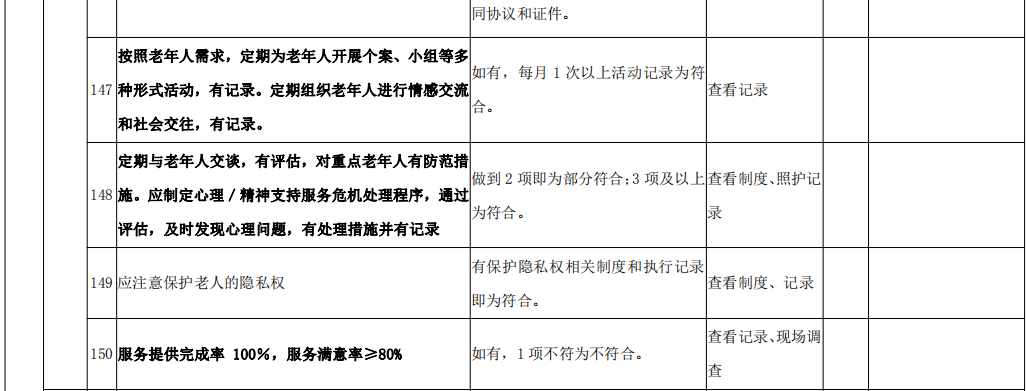 同协议和证件。
147
按照老年人需求，定期为老年人开展个案、小组等多
种形式活动，有记录。定期组织老年人进行情感交流
和社会交往，有记录。
如有，每月 1 次以上活动记录为符
合。
查看记录
148
定期与老年人交谈，有评估，对重点老年人有防范措
施。应制定心理／精神支持服务危机处理程序，通过
评估，及时发现心理问题，有处理措施并有记录
做到 2 项即为部分符合；3 项及以上
为符合。
查看制度、照护记
录
149
应注意保护老人的隐私权
有保护隐私权相关制度和执行记录
即为符合。
查看制度、记录
150
服务提供完成率 100%，服务满意率≥80%
如有，1 项不符为不符合。
查看记录、现场调
查